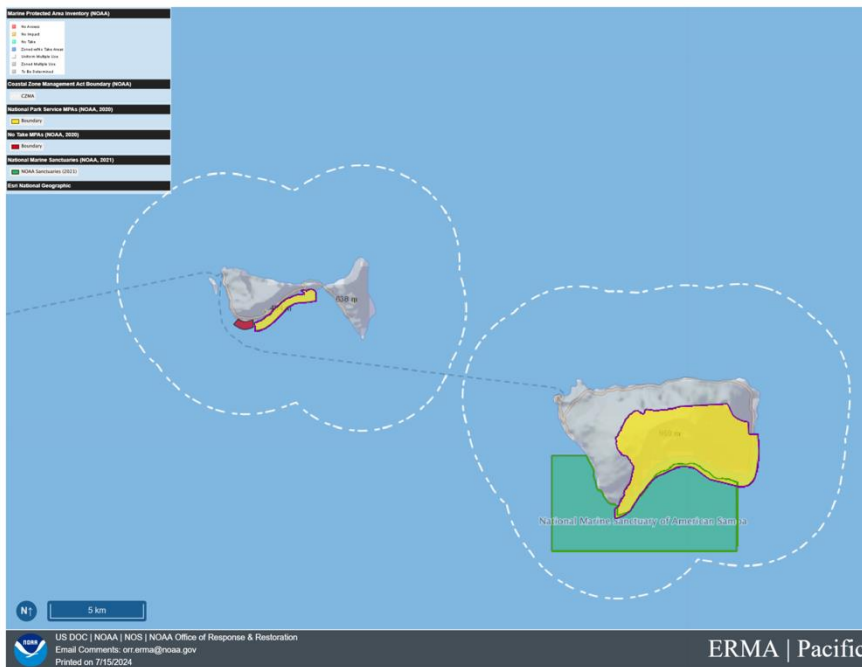 Marine Protected Area Inventory (NOAA)
No Access
No Impact
No Take
Zoned w/No Take Areas
Uniform Multiple Use
Zoned Multiple Use
To Be Determined
Coastal Zone Management Act Boundary (NOAA)
CZMA
National Park Service MPAs (NOAA, 2020)
Boundary
No Take MPAs (NOAA, 2020)
Boundary
National Marine Sanctuaries (NOAA, 2021)
NOAA Sanctuaries (2021)
Esri National Geographic
National Marine Sanctuary of American Samoa
N↑
5 km
NOAA
US DOC | NOAA | NOS | NOAA Office of Response & Restoration
Email Comments: orr.erma@noaa.gov
Printed on 7/15/2024
ERMA | Pacific